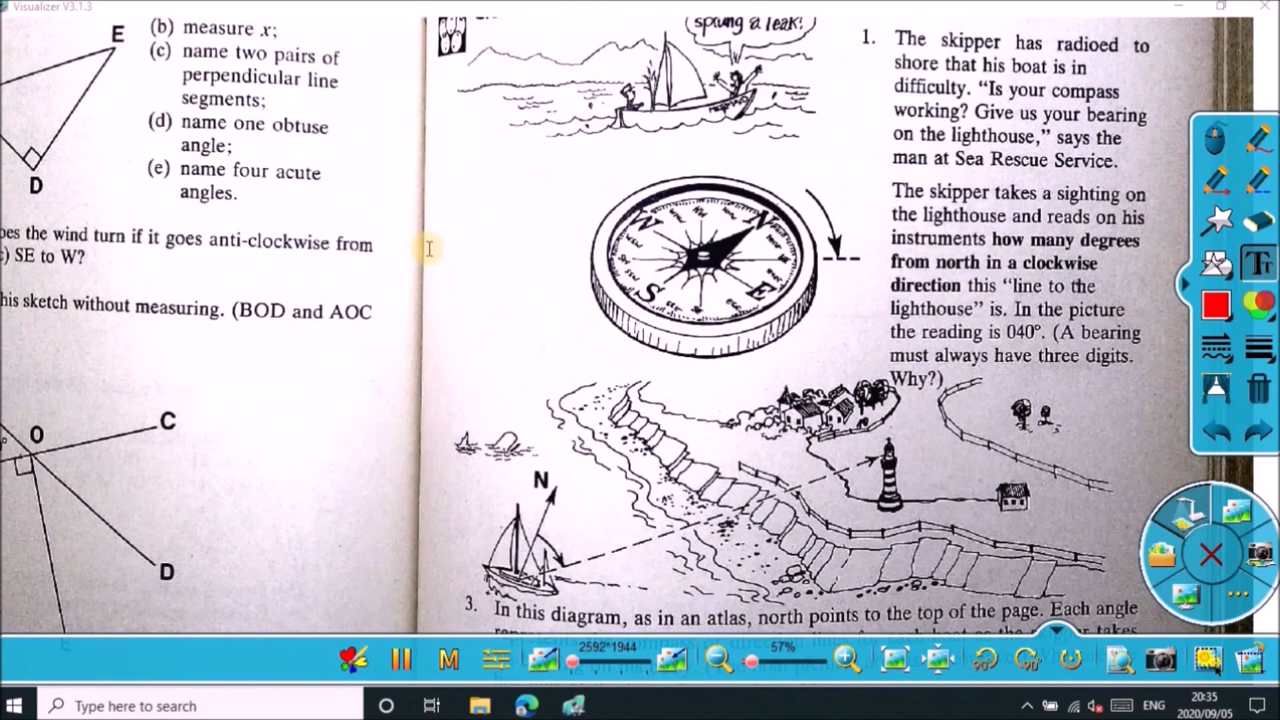 Visualizer V3.1.3
E
D
(b) measure x;
(c) name two pairs of
perpendicular line
segments;
(d) name one obtuse
angle;
(e) name four acute
angles.
oes the wind turn if it goes anti-clockwise from
) SE to W?
his sketch without measuring. (BOD and AOC
O
C
D
E
sprung a leak!
N
E
S
W
N
1. The skipper has radioed to
shore that his boat is in
difficulty. “Is your compass
working? Give us your bearing
on the lighthouse,” says the
man at Sea Rescue Service.
The skipper takes a sighting on
the lighthouse and reads on his
instruments how many degrees
from north in a clockwise
direction this “line to the
lighthouse” is. In the picture
the reading is 040°. (A bearing
must always have three digits.
Why?)
3. In this diagram, as in an atlas, north points to the top of the page. Each angle
takes
Tт
M
2592*1944
57%
Type here to search
ENG
20:35
2020/09/05